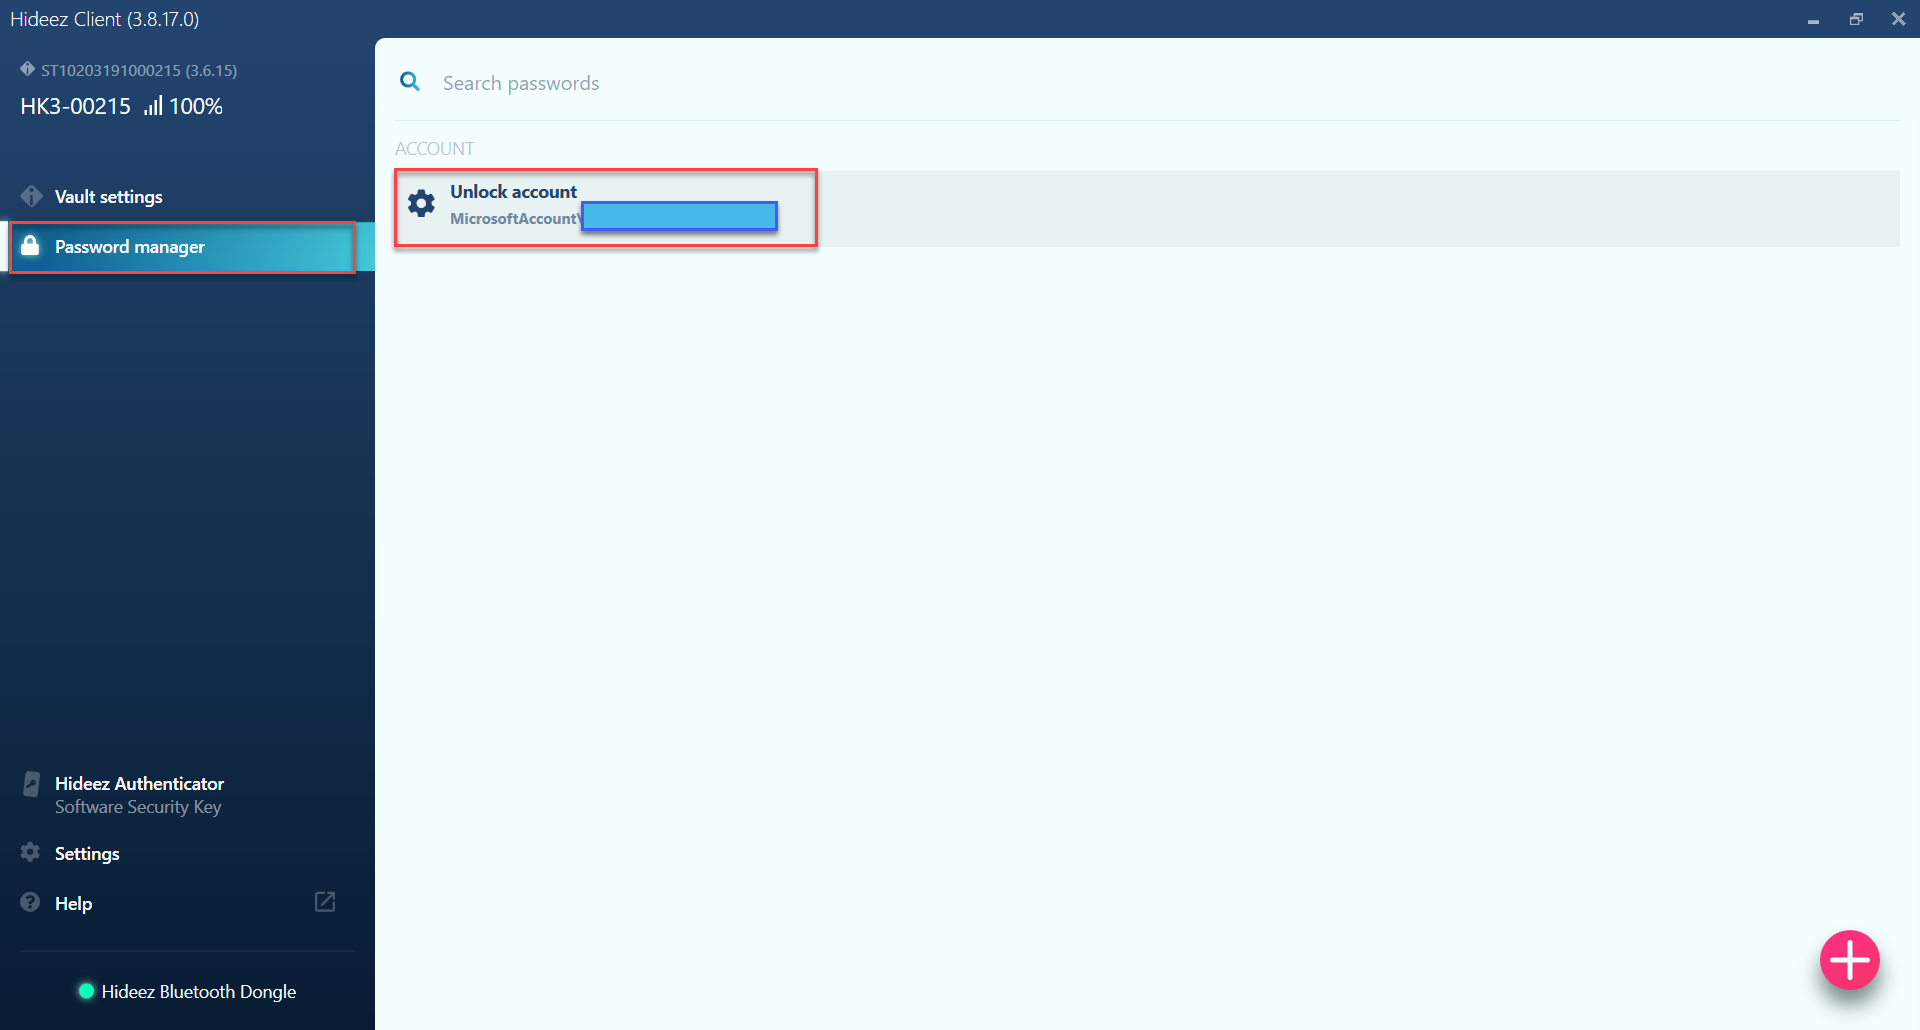 Hideez Client (3.8.17.0)
ST10203191000215 (3.6.15)
HK3-00215 100%
Vault settings
Password manager
Hideez Authenticator
Software Security Key
Settings
Help
Hideez Bluetooth Dongle
Search passwords
ACCOUNT
Unlock account
MicrosoftAccount\